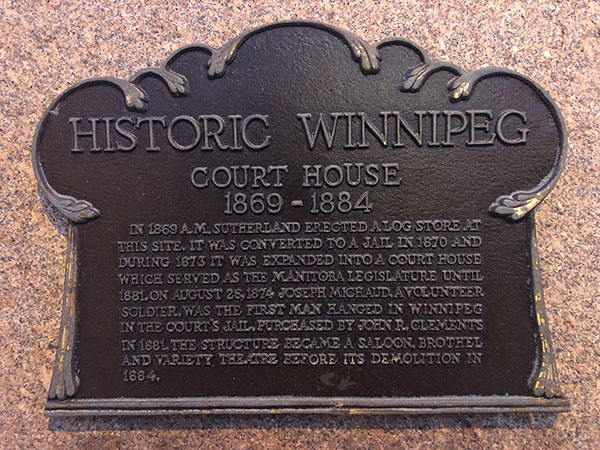 HISTORIC WINNIPEG
COURT HOUSE
1869 - 1884
IN 1869 A.M. SUTHERLAND ERECTED A LOG STORE AT
THIS SITE. IT WAS CONVERTED TO A JAIL IN 1870 AND
DURING 1873 IT WAS EXPANDED INTO A COURT HOUSE
WHICH SERVED AS THE MANITOBA LEGISLATURE UNTIL
1881. ON AUGUST 26, 1874 JOSEPH MICHAUD, A VOLUNTEER
SOLDIER, WAS THE FIRST MAN HANGED IN WINNIPEG
IN THE COURT'S JAIL. PURCHASED BY JOHN R. CLEMENTS
IN 1881, THE STRUCTURE BECAME A SALOON, BROTHEL
AND VARIETY THEATRE BEFORE ITS DEMOLITION IN
1884.